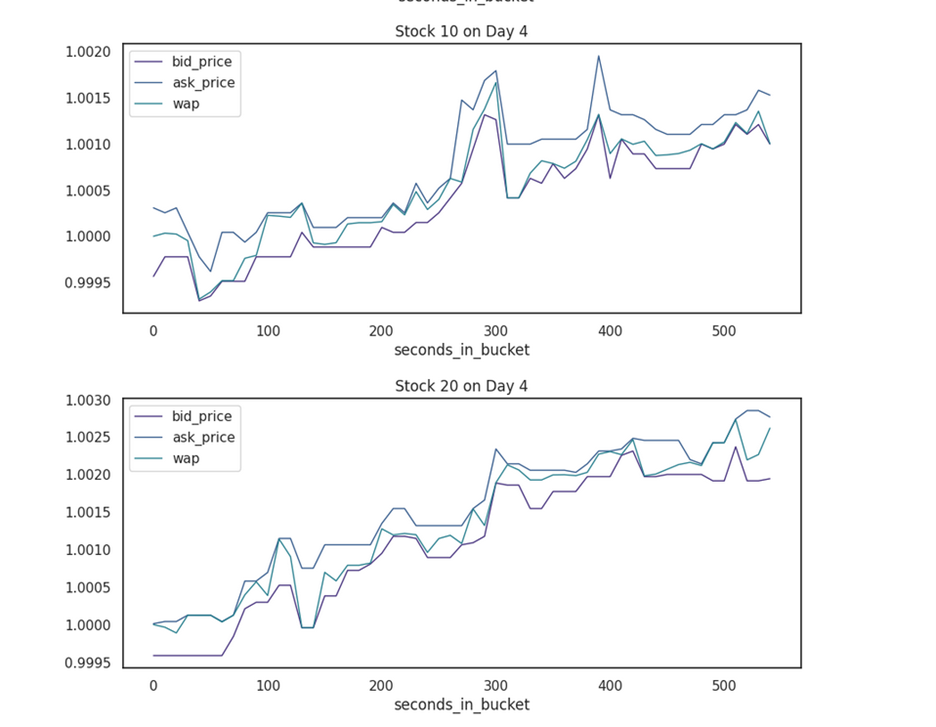 seconds_in_bucket
Stock 10 on Day 4
1.0020
1.0015
1.0010
1.0005
1.0000
0.9995
bid_price
ask_price
wap
0 100 200 300 400 500
seconds_in_bucket
Stock 20 on Day 4
1.0030
1.0025
1.0020
1.0015
1.0010
1.0005
1.0000
0.9995
bid_price
ask_price
wap
0 100 200 300 400 500
seconds_in_bucket